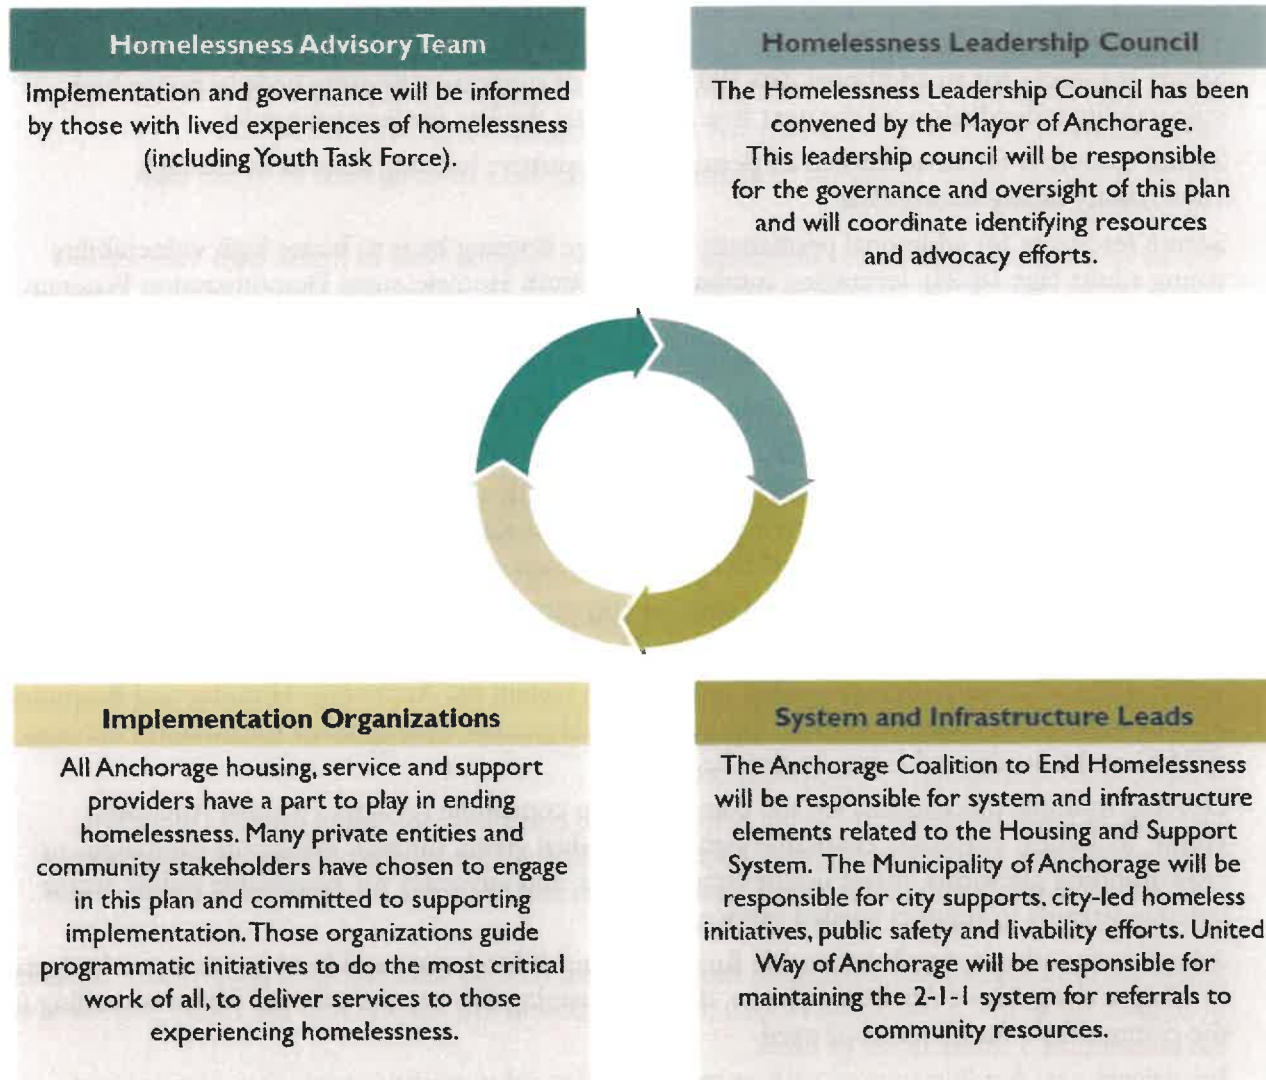 Homelessness Advisory Team
Implementation and governance will be informed
by those with lived experiences of homelessness
(including Youth Task Force).
Homelessness Leadership Council
The Homelessness Leadership Council has been
convened by the Mayor of Anchorage.
This leadership council will be responsible
for the governance and oversight of this plan
and will coordinate identifying resources
and advocacy efforts.
Implementation Organizations
All Anchorage housing, service and support
providers have a part to play in ending
homelessness. Many private entities and
community stakeholders have chosen to engage
in this plan and committed to supporting
implementation. Those organizations guide
programmatic initiatives to do the most critical
work of all, to deliver services to those
experiencing homelessness.
System and Infrastructure Leads
The Anchorage Coalition to End Homelessness
will be responsible for system and infrastructure
elements related to the Housing and Support
System. The Municipality of Anchorage will be
responsible for city supports, city-led homeless
initiatives, public safety and livability efforts. United
Way of Anchorage will be responsible for
maintaining the 2-1-1 system for referrals to
community resources.